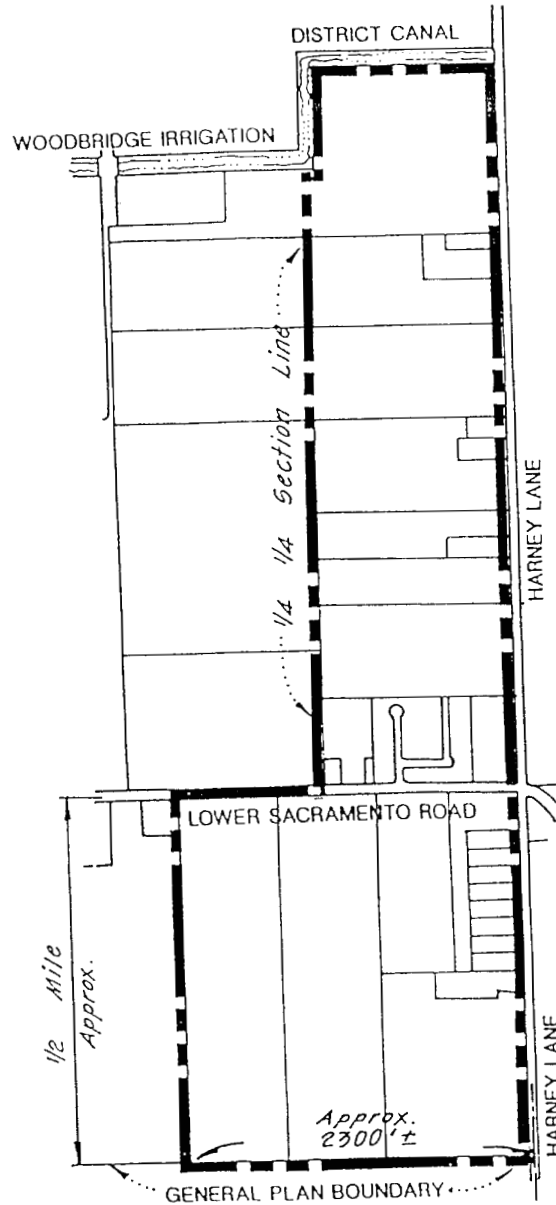 DISTRICT CANAL
WOODBRIDGE IRRIGATION
1/4 1/4 Section Line
HARNEY LANE
LOWER SACRAMENTO ROAD
1/2 Mile
Approx.
Approx.
2300' ±
HARNEY LANE
GENERAL PLAN BOUNDARY